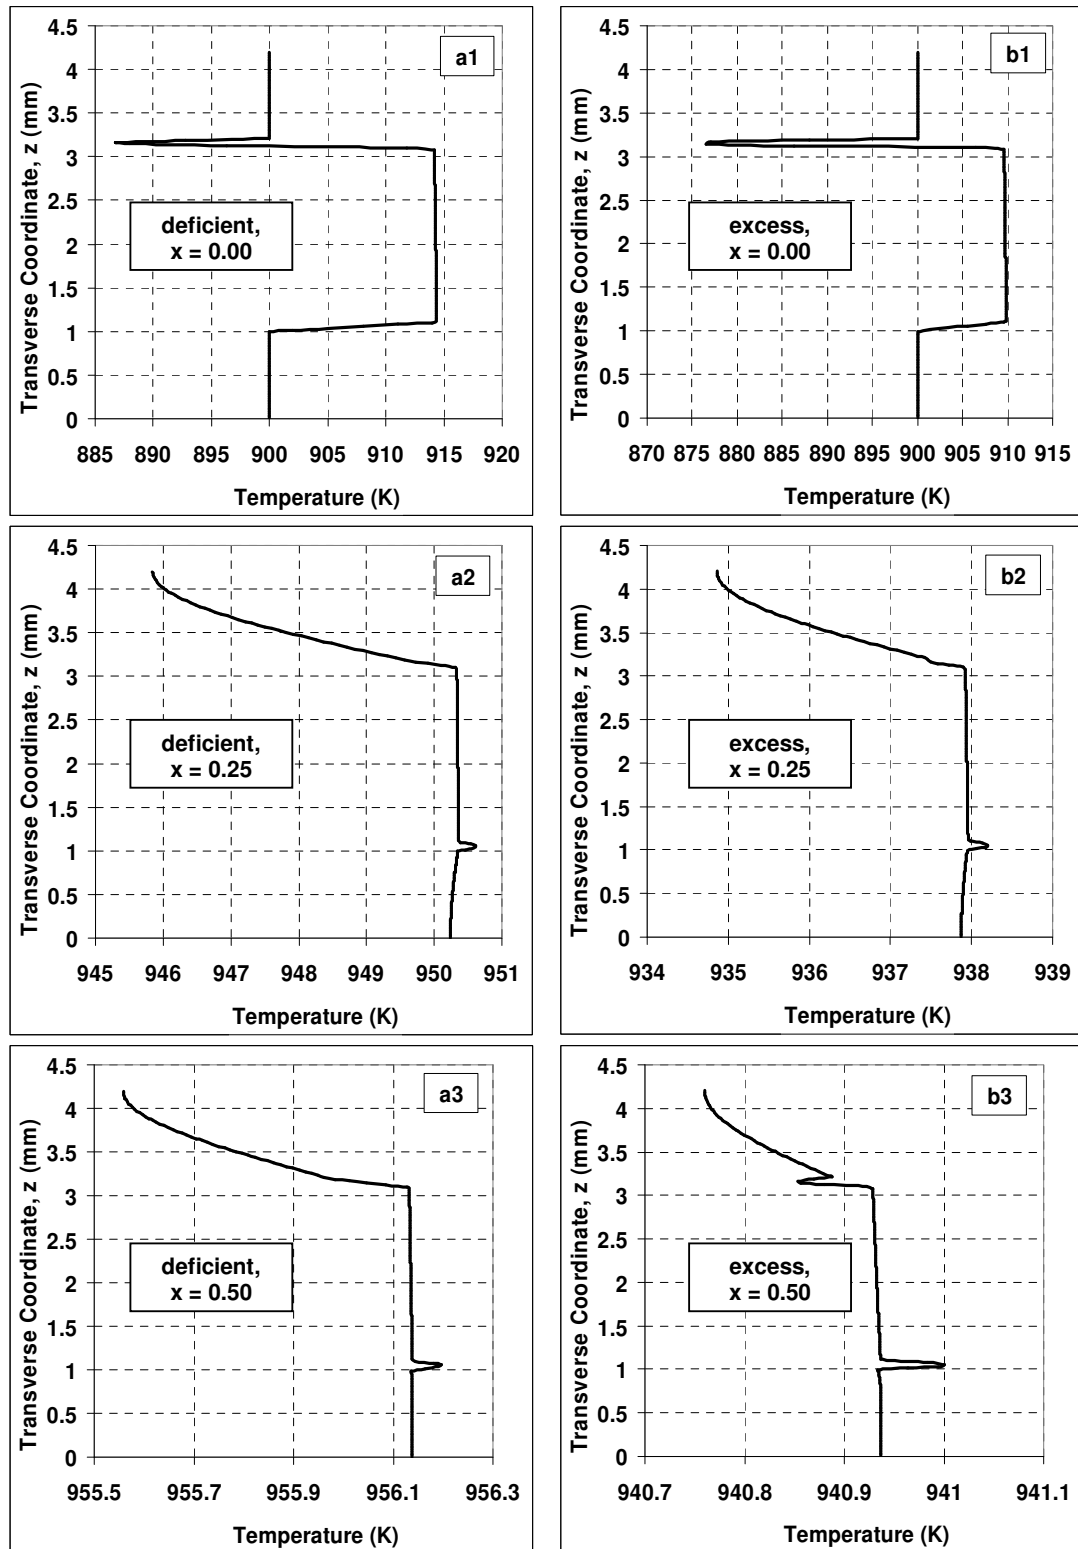 4.5
4
3.5
3
2.5
2
1.5
1
0.5
0
Transverse Coordinate, z (mm)
a1
deficient,
x = 0.00
885 890 895 900 905 910 915 920
Temperature (K)
4.5
4
3.5
3
2.5
2
1.5
1
0.5
0
Transverse Coordinate, z (mm)
b1
excess,
x = 0.00
870 875 880 885 890 895 900 905 910 915
Temperature (K)
4.5
4
3.5
3
2.5
2
1.5
1
0.5
0
Transverse Coordinate, z (mm)
a2
deficient,
x = 0.25
945 946 947 948 949 950 951
Temperature (K)
4.5
4
3.5
3
2.5
2
1.5
1
0.5
0
Transverse Coordinate, z (mm)
b2
excess,
x = 0.25
934 935 936 937 938 939
Temperature (K)
4.5
4
3.5
3
2.5
2
1.5
1
0.5
0
Transverse Coordinate, z (mm)
a3
deficient,
x = 0.50
955.5 955.7 955.9 956.1 956.3
Temperature (K)
4.5
4
3.5
3
2.5
2
1.5
1
0.5
0
Transverse Coordinate, z (mm)
b3
excess,
x = 0.50
940.7 940.8 940.9 941 941.1
Temperature (K)